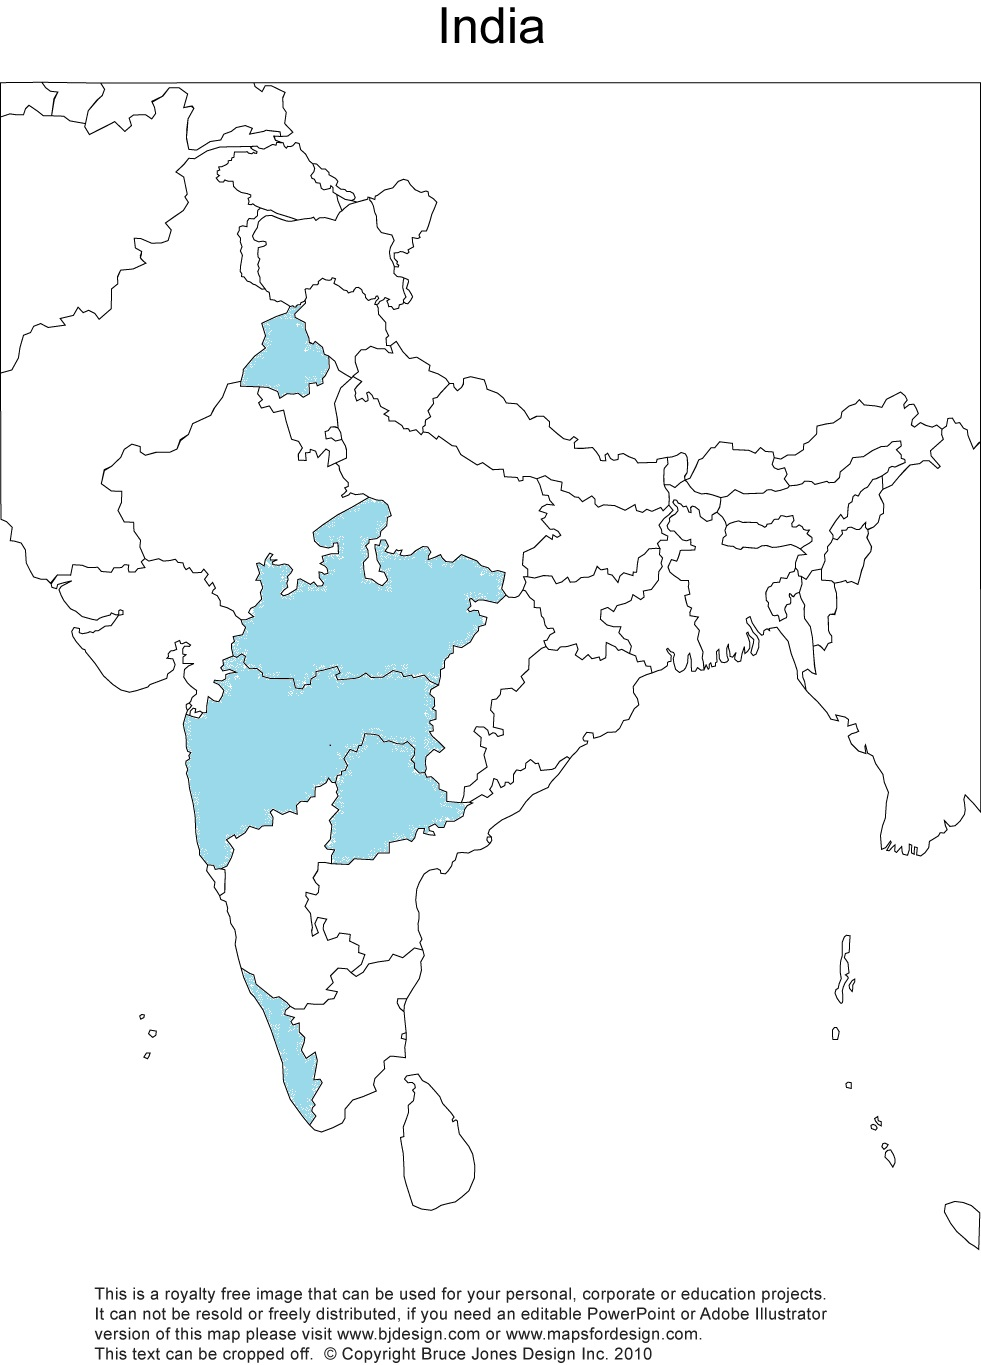 India
This is a royalty free image that can be used for your personal, corporate or education projects.
It can not be resold or freely distributed, if you need an editable PowerPoint or Adobe Illustrator
version of this map please visit www.bjdesign.com or www.mapsfordesign.com.
This text can be cropped off.  © Copyright Bruce Jones Design Inc. 2010